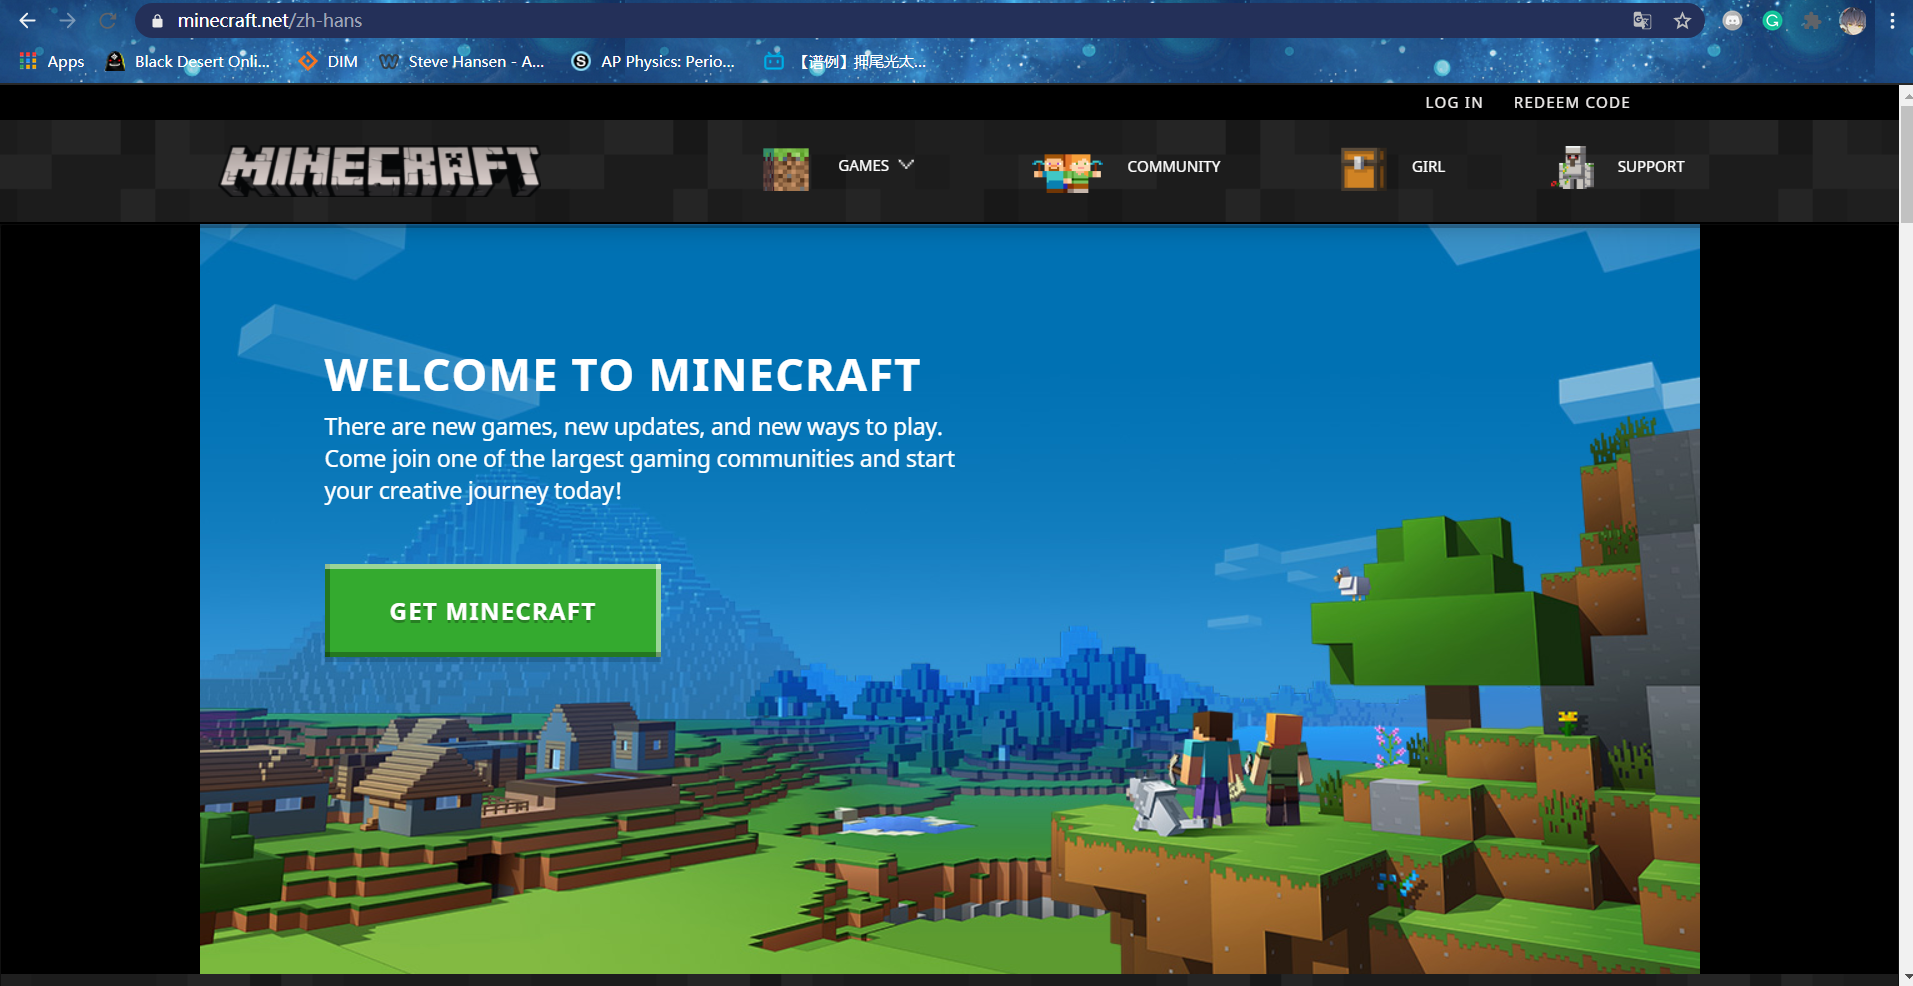 minecraft.net/zh-hans
Apps
Black Desert Onli...
DIM
Steve Hansen - A...
AP Physics: Perio...
【谱例】押尾光太...
LOG IN
REDEEM CODE
MINECRAFT
GAMES
COMMUNITY
GIRL
SUPPORT
WELCOME TO MINECRAFT
There are new games, new updates, and new ways to play.
Come join one of the largest gaming communities and start
your creative journey today!
GET MINECRAFT